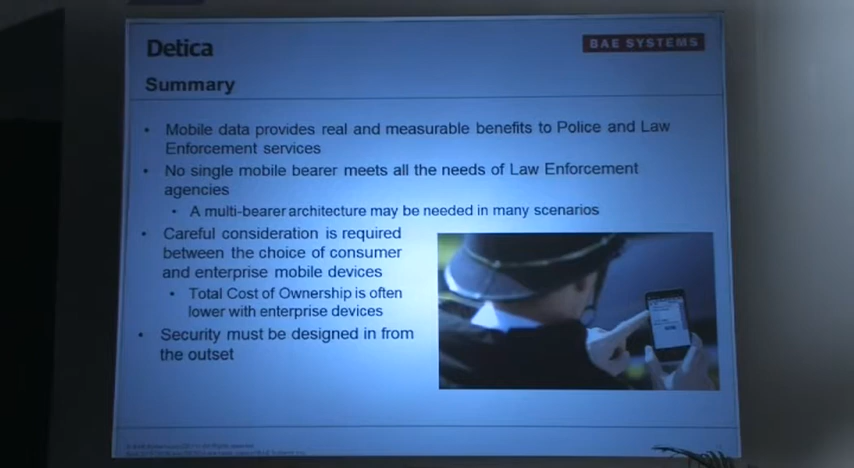 Detica
BAE SYSTEMS
Summary
• Mobile data provides real and measurable benefits to Police and Law
Enforcement services
• No single mobile bearer meets all the needs of Law Enforcement
agencies
• A multi-bearer architecture may be needed in many scenarios
• Careful consideration is required
between the choice of consumer
and enterprise mobile devices
• Total Cost of Ownership is often
lower with enterprise devices
• Security must be designed in from
the outset